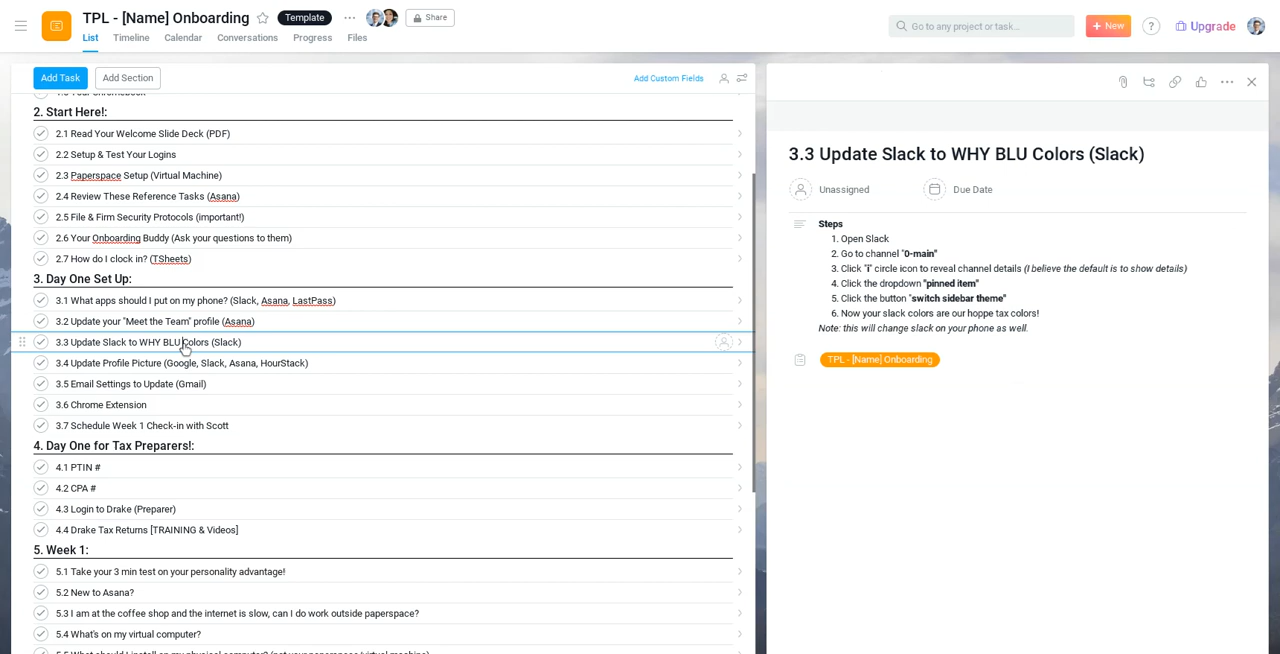 TPL - [Name] Onboarding
Template
Share
Go to any project or task...
+ New
?
Upgrade
List
Timeline
Calendar
Conversations
Progress
Files
Add Task
Add Section
Add Custom Fields
2. Start Here!:
2.1 Read Your Welcome Slide Deck (PDF)
2.2 Setup & Test Your Logins
2.3 Paperspace Setup (Virtual Machine)
2.4 Review These Reference Tasks (Asana)
2.5 File & Firm Security Protocols (important!)
2.6 Your Onboarding Buddy (Ask your questions to them)
2.7 How do I clock in? (TSheets)
3. Day One Set Up:
3.1 What apps should I put on my phone? (Slack, Asana, LastPass)
3.2 Update your "Meet the Team" profile (Asana)
3.3 Update Slack to WHY BLU Colors (Slack)
3.4 Update Profile Picture (Google, Slack, Asana, HourStack)
3.5 Email Settings to Update (Gmail)
3.6 Chrome Extension
3.7 Schedule Week 1 Check-in with Scott
4. Day One for Tax Preparers!:
4.1 PTIN #
4.2 CPA #
4.3 Login to Drake (Preparer)
4.4 Drake Tax Returns [TRAINING & Videos]
5. Week 1:
5.1 Take your 3 min test on your personality advantage!
5.2 New to Asana?
5.3 I am at the coffee shop and the internet is slow, can I do work outside paperspace?
5.4 What's on my virtual computer?
3.3 Update Slack to WHY BLU Colors (Slack)
Unassigned
Due Date
Steps
1. Open Slack
2. Go to channel "0-main"
3. Click "i" circle icon to reveal channel details (I believe the default is to show details)
4. Click the dropdown "pinned item"
5. Click the button "switch sidebar theme"
6. Now your slack colors are our hoppe tax colors!
Note: this will change slack on your phone as well.
TPL - [Name] Onboarding